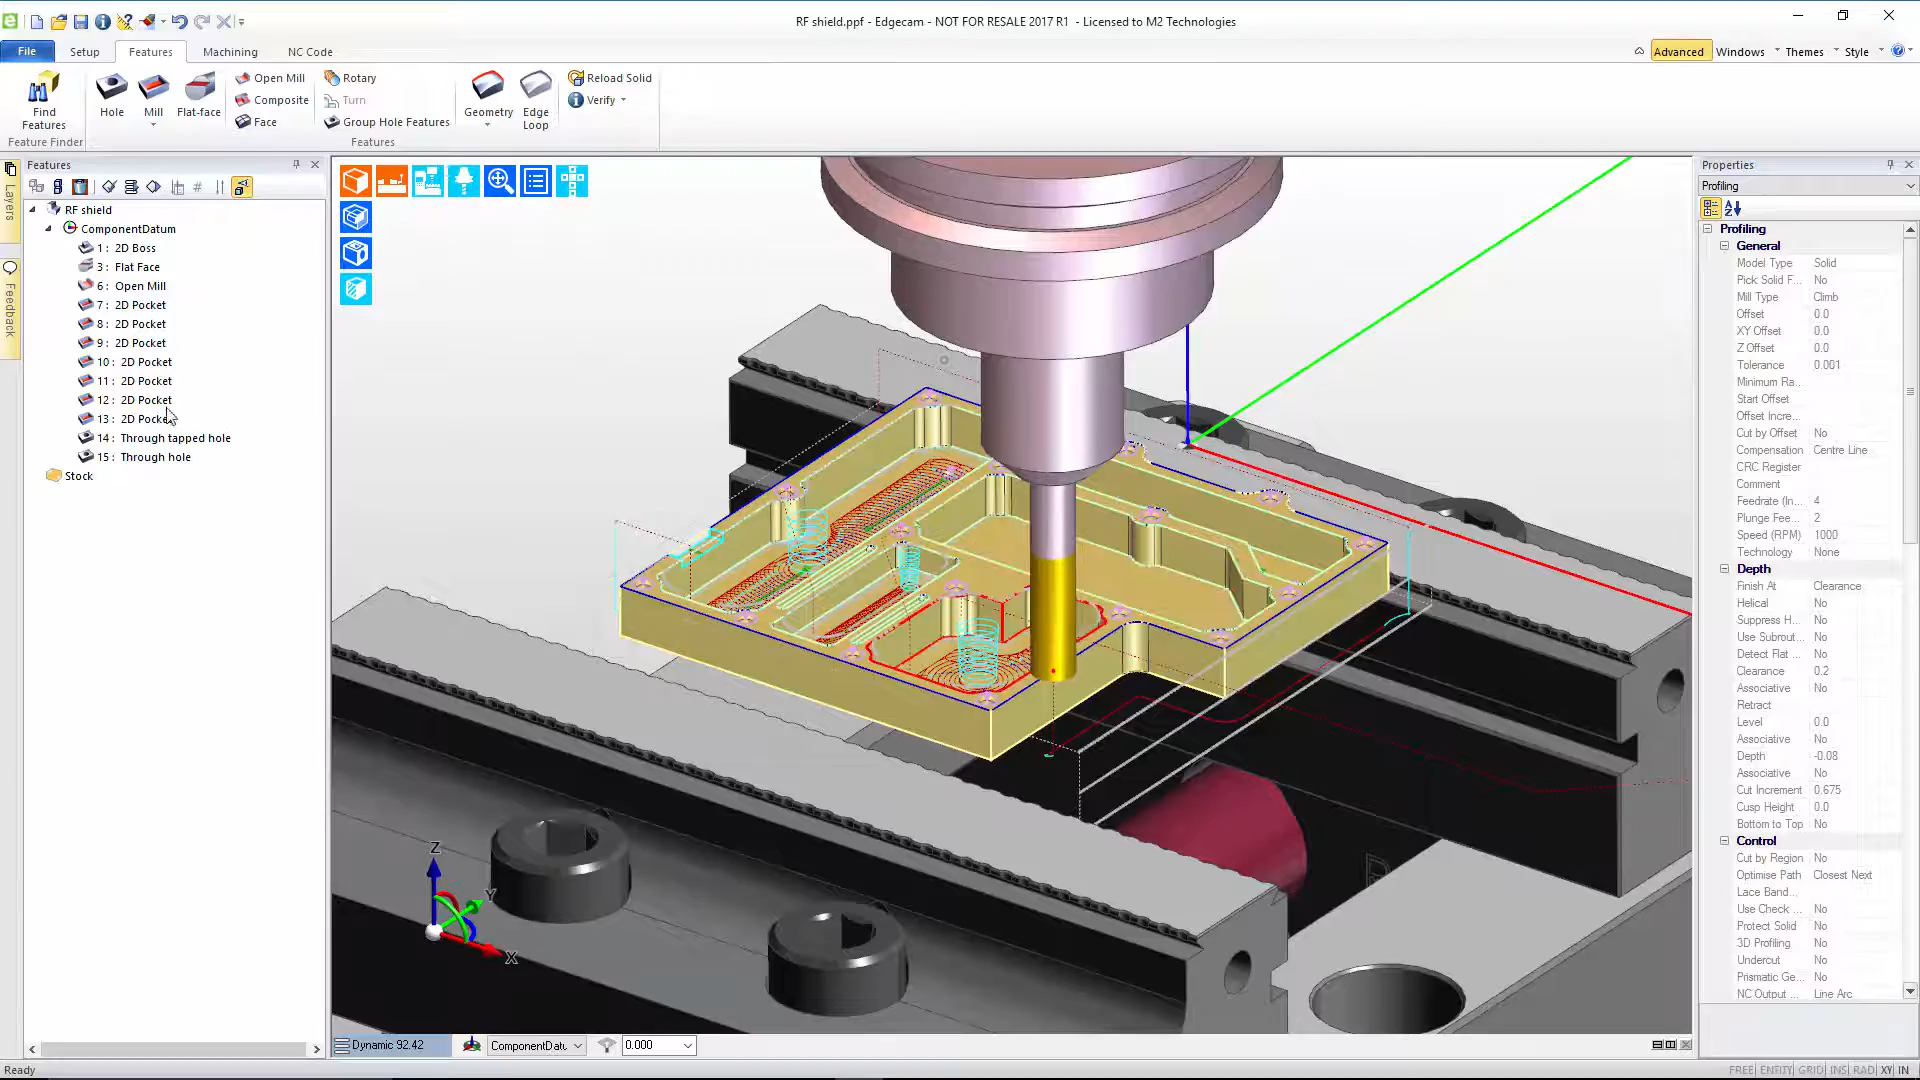 RF shield.ppf - Edgecam - NOT FOR RESALE 2017 R1 - Licensed to M2 Technologies
File Setup Features Machining NC Code Advanced Windows Themes Style
Find Features
Hole
Mill
Flat-face
Open Mill
Composite
Face
Rotary
Turn
Group Hole Features
Geometry
Edge Loop
Reload Solid
Verify
Feature Finder
Features
Layers
Feedback
Features
RF shield
ComponentDatum
1 : 2D Boss
3 : Flat Face
6 : Open Mill
7 : 2D Pocket
8 : 2D Pocket
9 : 2D Pocket
10 : 2D Pocket
11 : 2D Pocket
12 : 2D Pocket
13 : 2D Pocke
14 : Through tapped hole
15 : Through hole
Stock
Z
Y
X
Dynamic 92.42
ComponentDatu
0.000
Properties
Profiling
Profiling
General
Model Type Solid
Pick Solid F... No
Mill Type Climb
Offset 0.0
XY Offset 0.0
Z Offset 0.0
Tolerance 0.001
Minimum Ra...
Start Offset
Offset Incre...
Cut by Offset No
Compensation Centre Line
CRC Register
Comment
Feedrate (In... 4
Plunge Fee... 2
Speed (RPM) 1000
Technology None
Depth
Finish At Clearance
Helical No
Suppress H... No
Use Subrout... No
Detect Flat ... No
Clearance 0.2
Associative No
Retract
Level 0.0
Associative No
Depth -0.08
Associative No
Cut Increment 0.675
Cusp Height 0.0
Bottom to Top No
Control
Cut by Region No
Optimise Path Closest Next
Lace Band...
Use Check ... No
Protect Solid No
3D Profiling No
Undercut No
Prismatic Ge... No
NC Output ... Line Arc
Ready
FREE ENTITY GRID INS RAD XY IN